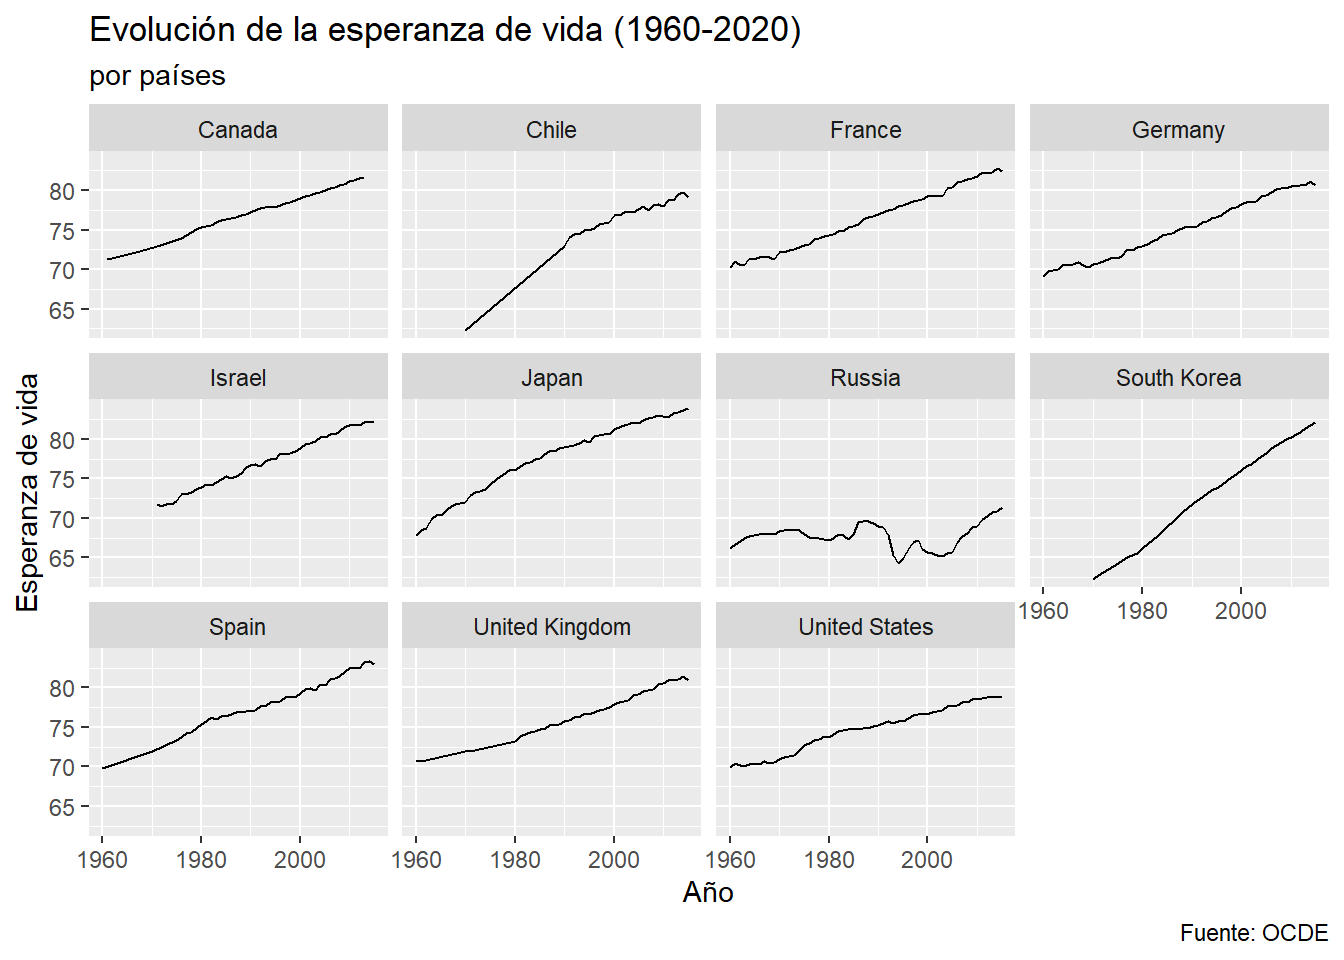 Evolución de la esperanza de vida (1960-2020)
por países
Canada
Chile
France
Germany
80
75
70
65
Israel
Japan
Russia
South Korea
80
75
70
65
1960 1980 2000
Esperanza de vida
Spain
United Kingdom
United States
80
75
70
65
1960 1980 2000
1960 1980 2000
1960 1980 2000
Año
Fuente: OCDE